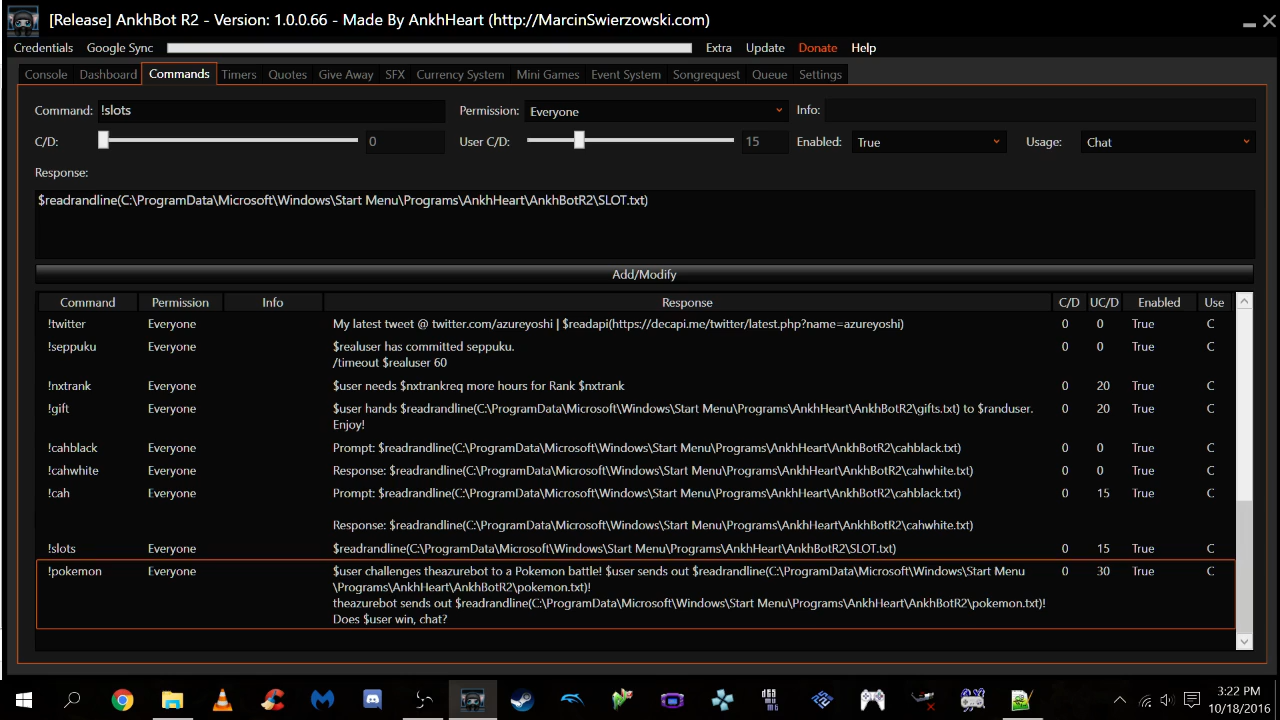 [Release] AnkhBot R2 - Version: 1.0.0.66 - Made By AnkhHeart (http://MarcinSwierzowski.com)
Credentials Google Sync Extra Update Donate Help
Console Dashboard Commands Timers Quotes Give Away SFX Currency System Mini Games Event System Songrequest Queue Settings
Command: !slots Permission: Everyone Info:
C/D: 0 User C/D: 15 Enabled: True Usage: Chat
Response:
$readrandline(C:\ProgramData\Microsoft\Windows\Start Menu\Programs\AnkhHeart\AnkhBotR2\SLOT.txt)
Add/Modify
Command Permission Info Response C/D UC/D Enabled Use
!twitter Everyone My latest tweet @ twitter.com/azureyoshi | $readapi(https://decapi.me/twitter/latest.php?name=azureyoshi) 0 0 True C
!seppuku Everyone $realuser has committed seppuku. 0 0 True C
/timeout $realuser 60
!nxtrank Everyone $user needs $nxtrankreq more hours for Rank $nxtrank 0 20 True C
!gift Everyone $user hands $readrandline(C:\ProgramData\Microsoft\Windows\Start Menu\Programs\AnkhHeart\AnkhBotR2\gifts.txt) to $randuser. 0 20 True C
Enjoy!
!cahblack Everyone Prompt: $readrandline(C:\ProgramData\Microsoft\Windows\Start Menu\Programs\AnkhHeart\AnkhBotR2\cahblack.txt) 0 0 True C
!cahwhite Everyone Response: $readrandline(C:\ProgramData\Microsoft\Windows\Start Menu\Programs\AnkhHeart\AnkhBotR2\cahwhite.txt) 0 0 True C
!cah Everyone Prompt: $readrandline(C:\ProgramData\Microsoft\Windows\Start Menu\Programs\AnkhHeart\AnkhBotR2\cahblack.txt) 0 15 True C
Response: $readrandline(C:\ProgramData\Microsoft\Windows\Start Menu\Programs\AnkhHeart\AnkhBotR2\cahwhite.txt)
!slots Everyone $readrandline(C:\ProgramData\Microsoft\Windows\Start Menu\Programs\AnkhHeart\AnkhBotR2\SLOT.txt) 0 15 True C
!pokemon Everyone $user challenges theazurebot to a Pokemon battle! $user sends out $readrandline(C:\ProgramData\Microsoft\Windows\Start Menu 0 30 True C
\Programs\AnkhHeart\AnkhBotR2\pokemon.txt)!
theazurebot sends out $readrandline(C:\ProgramData\Microsoft\Windows\Start Menu\Programs\AnkhHeart\AnkhBotR2\pokemon.txt)!
Does $user win, chat?
3:22 PM
10/18/2016